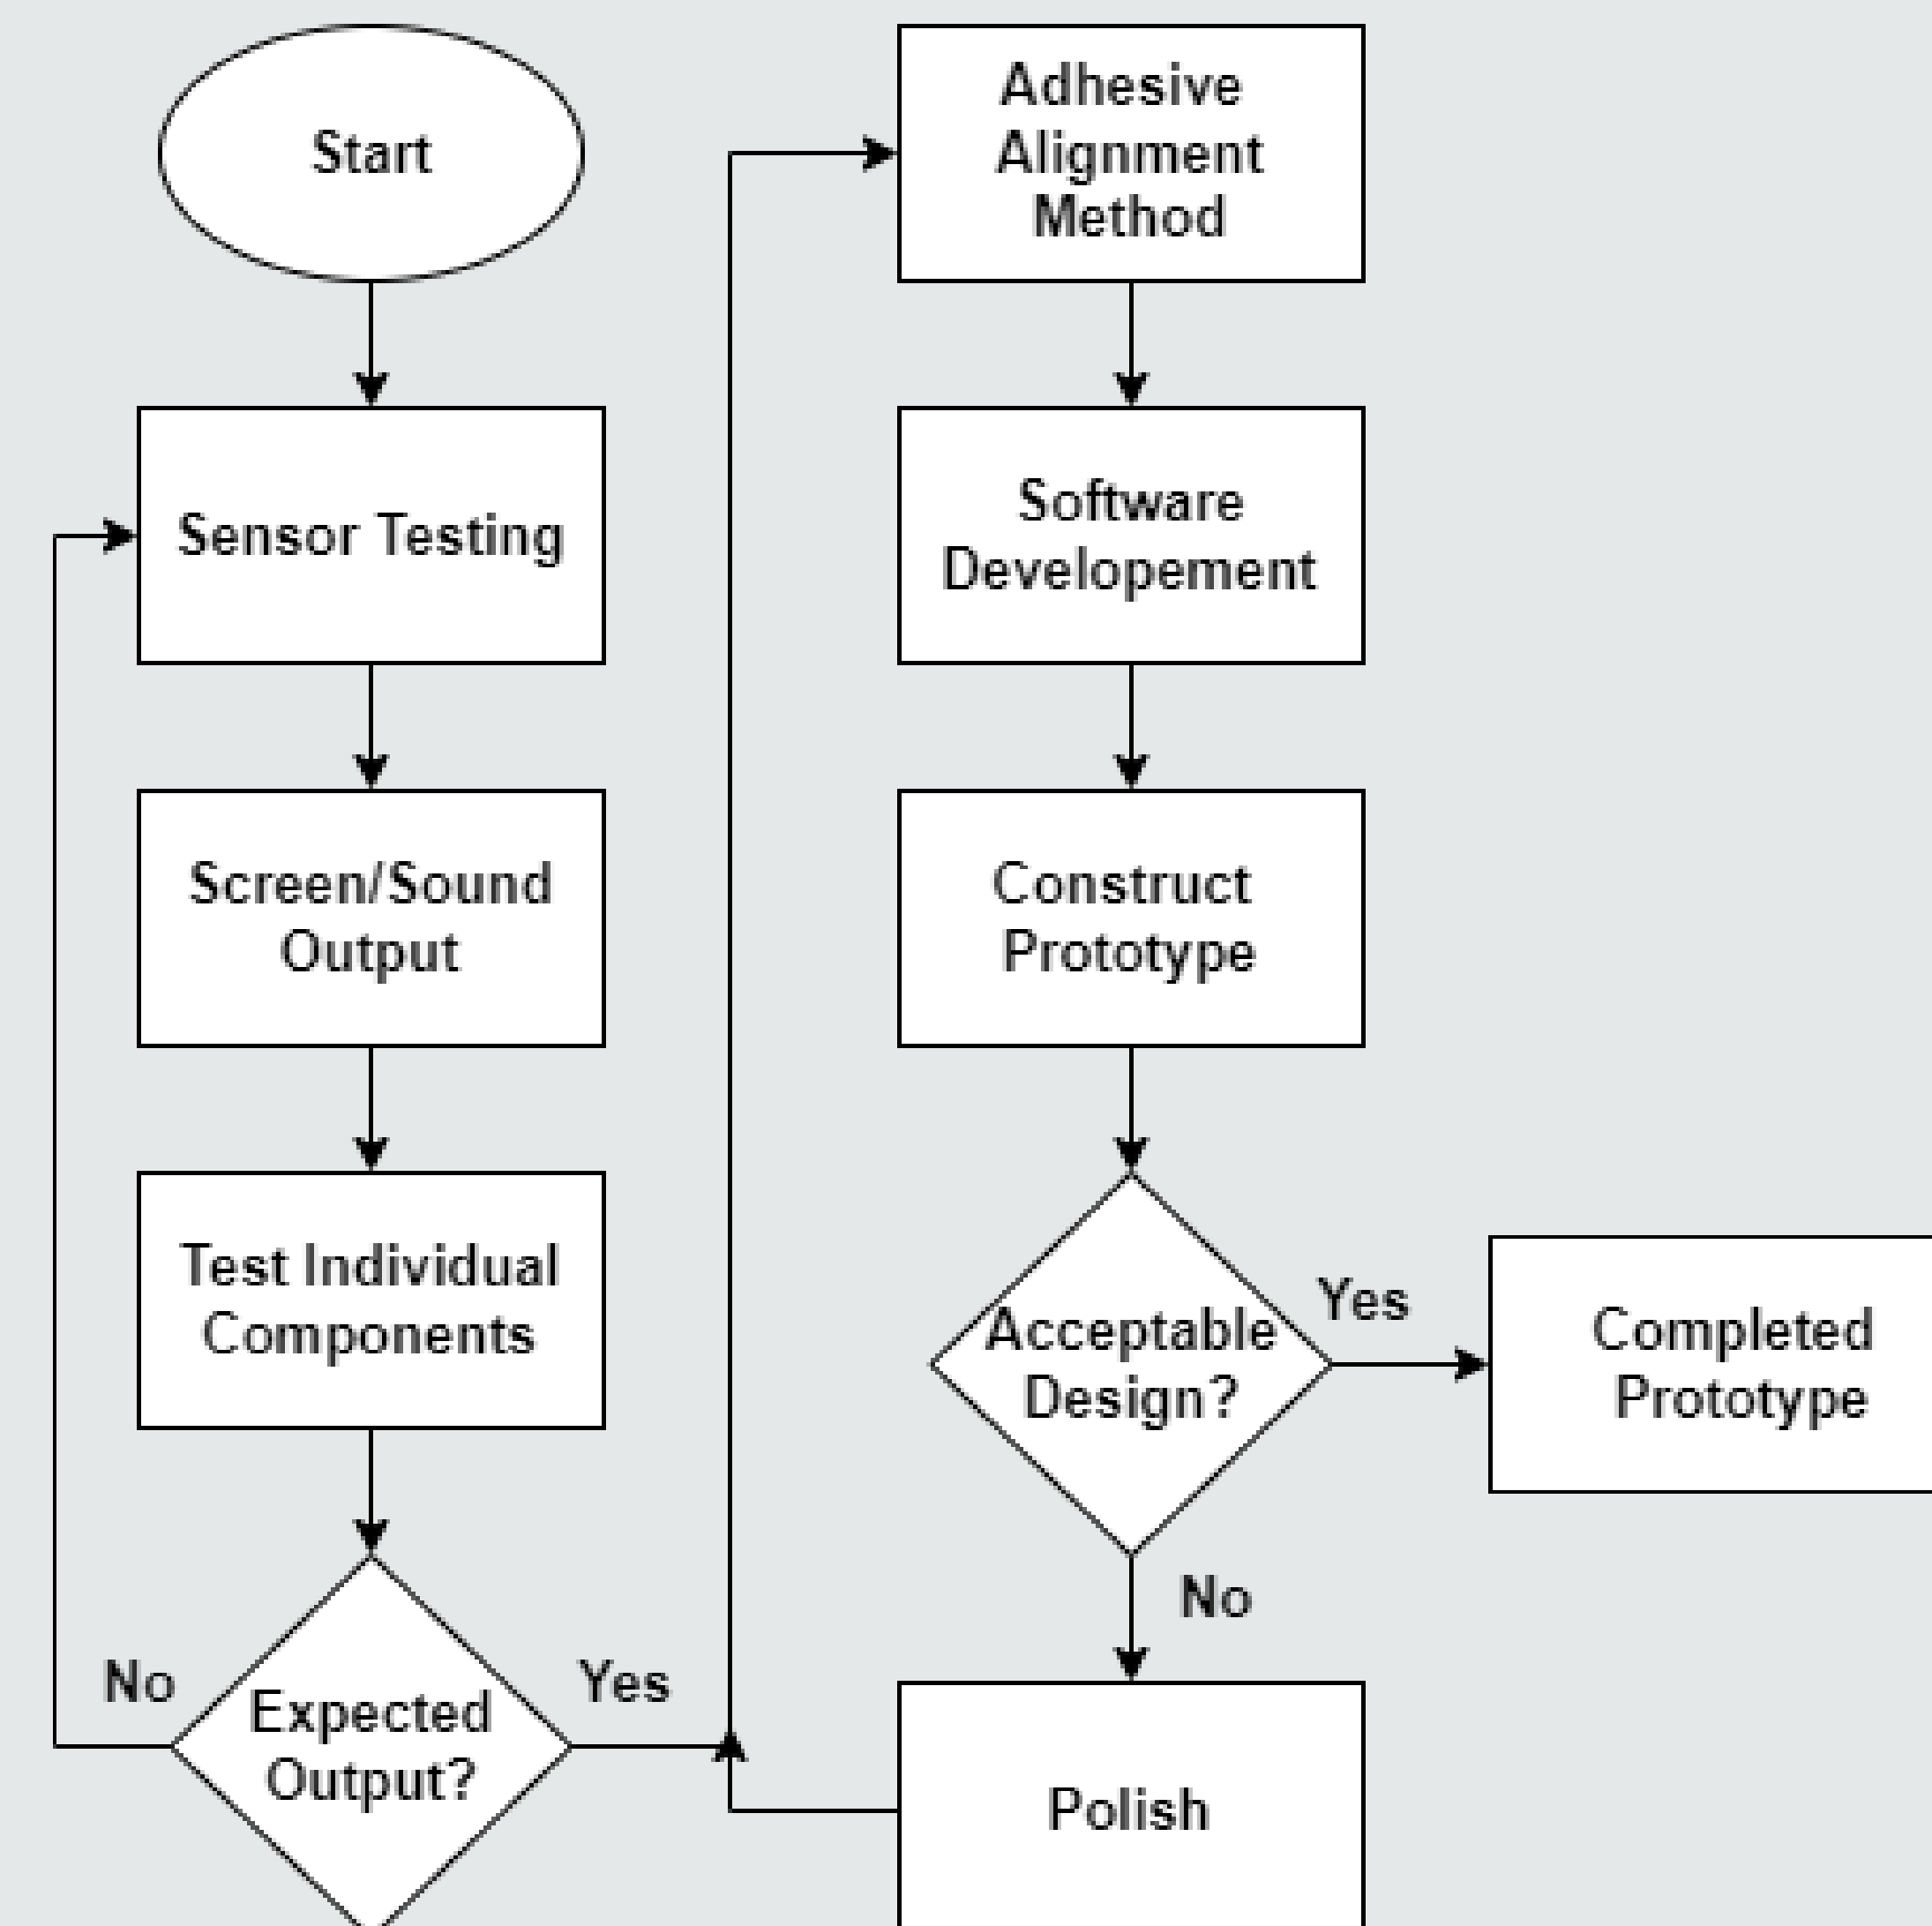 Start
Sensor Testing
Screen/Sound
Output
Test Individual
Components
No
Expected
Output?
Yes
Adhesive
Alignment
Method
Software
Developement
Construct
Prototype
Acceptable
Design?
Yes
Completed
Prototype
No
Polish